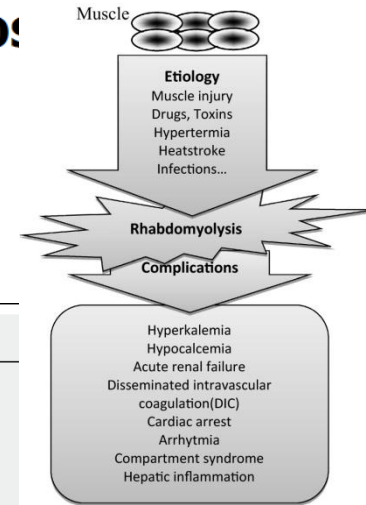 Muscle
Etiology
Muscle injury
Drugs, Toxins
Hypertermia
Heatstroke
Infections...
Rhabdomyolysis
Complications
Hyperkalemia
Hypocalcemia
Acute renal failure
Disseminated intravascular
coagulation(DIC)
Cardiac arrest
Arrhytmia
Compartment syndrome
Hepatic inflammation